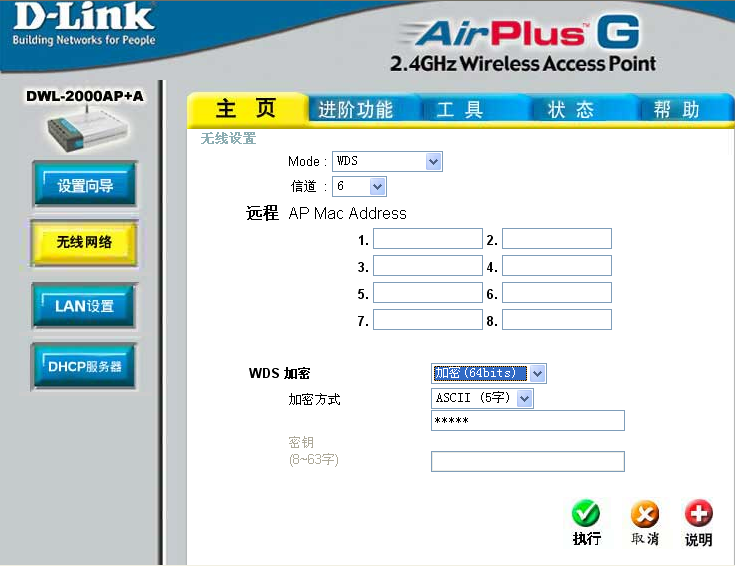 D-Link
Building Networks for People
AirPlus™ G
2.4GHz Wireless Access Point
DWL-2000AP+A
主 页 进阶功能 工 具 状 态 帮 助
无线设置
设置向导
无线网络
LAN设置
DHCP服务器
Mode : WDS
信道 : 6
远程 AP Mac Address
1. 2.
3. 4.
5. 6.
7. 8.
WDS 加密 加密(64bits)
加密方式 ASCII (5字)
*****
密钥
(8~63字)
执行 取消 说明